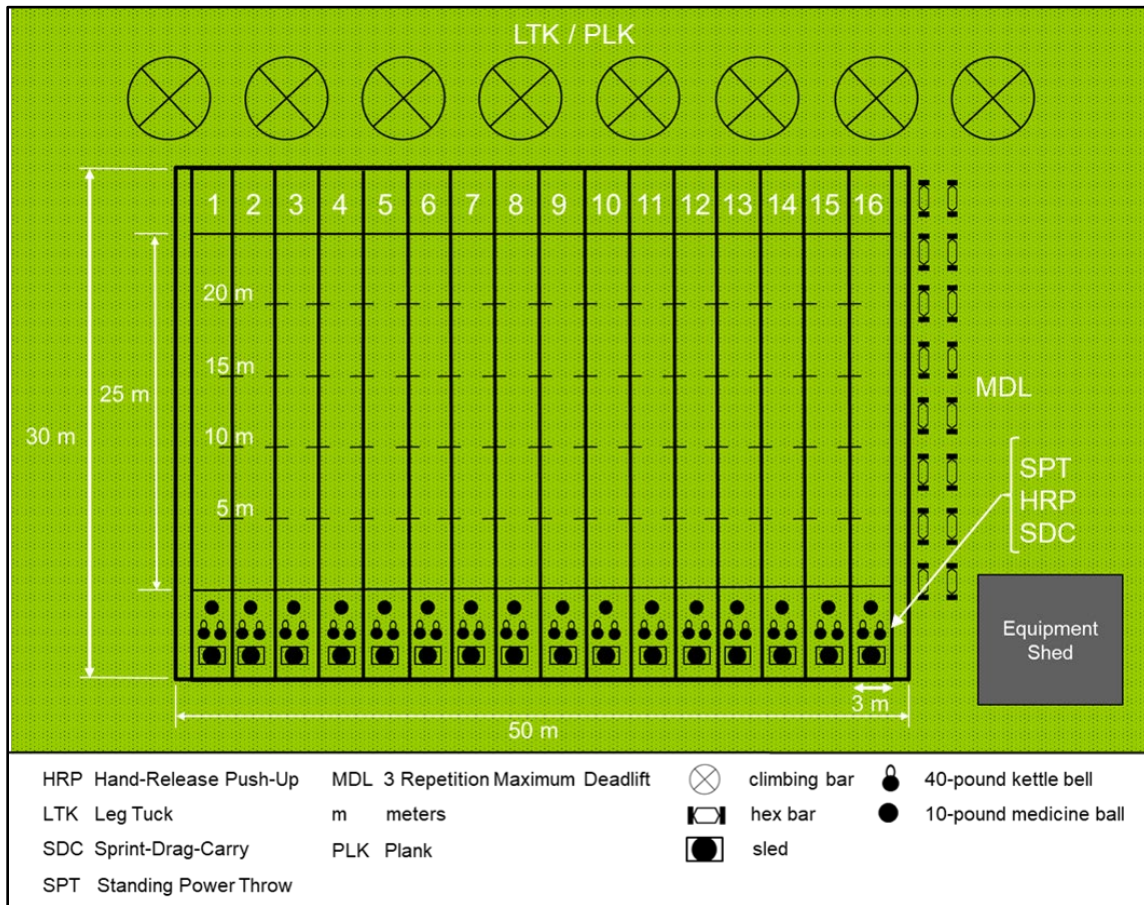 LTK / PLK
1 2 3 4 5 6 7 8 9 10 11 12 13 14 15 16
20 m
15 m
25 m
MDL
30 m
10 m
SPT
HRP
SDC
5 m
Equipment
Shed
3 m
50 m
HRP Hand-Release Push-Up MDL 3 Repetition Maximum Deadlift climbing bar 40-pound kettle bell
LTK Leg Tuck m meters hex bar 10-pound medicine ball
SDC Sprint-Drag-Carry PLK Plank sled
SPT Standing Power Throw